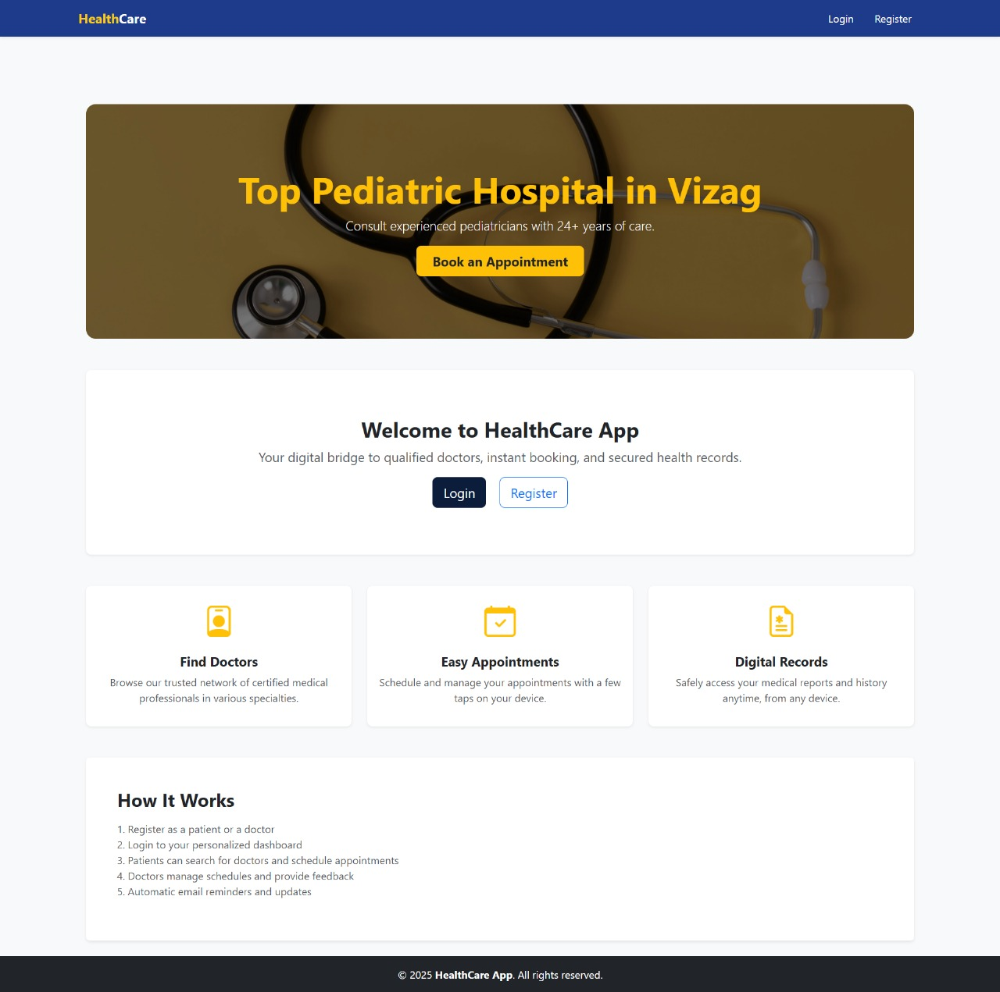 HealthCare
Login
Register
Top Pediatric Hospital in Vizag
Consult experienced pediatricians with 24+ years of care.
Book an Appointment
Welcome to HealthCare App
Your digital bridge to qualified doctors, instant booking, and secured health records.
Login
Register
Find Doctors
Browse our trusted network of certified medical
professionals in various specialties.
Easy Appointments
Schedule and manage your appointments with a few
taps on your device.
Digital Records
Safely access your medical reports and history
anytime, from any device.
How It Works
1. Register as a patient or a doctor
2. Login to your personalized dashboard
3. Patients can search for doctors and schedule appointments
4. Doctors manage schedules and provide feedback
5. Automatic email reminders and updates
© 2025 HealthCare App. All rights reserved.